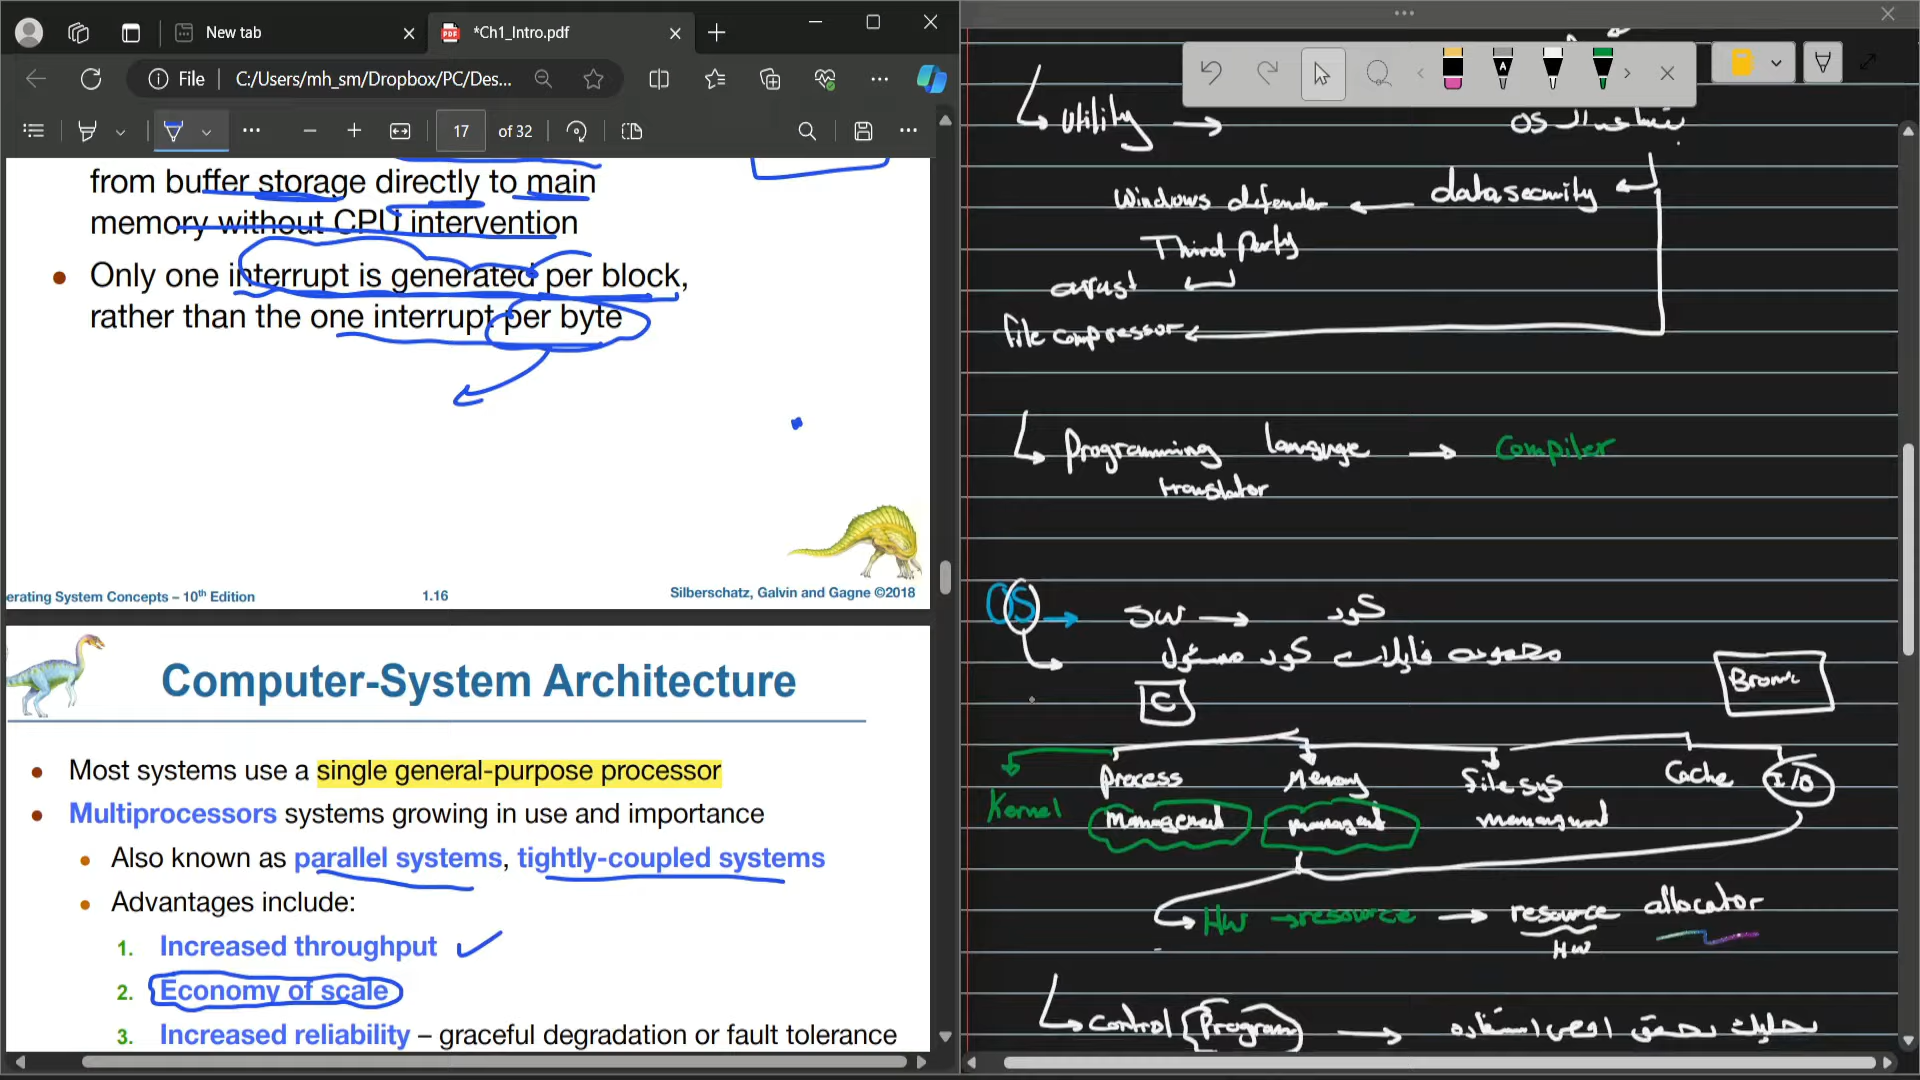 New tab
*Ch1_Intro.pdf
File
C:/Users/mh_sm/Dropbox/PC/Des...
17
of 32
from buffer storage directly to main
memory without CPU intervention
Only one interrupt is generated per block,
rather than the one interrupt per byte
erating System Concepts – 10th Edition
1.16
Silberschatz, Galvin and Gagne ©2018
Computer-System Architecture
Most systems use a single general-purpose processor
Multiprocessors systems growing in use and importance
Also known as parallel systems, tightly-coupled systems
Advantages include:
1. Increased throughput
2. Economy of scale
3. Increased reliability – graceful degradation or fault tolerance
Utility →
OS
data security
Windows defender
Third Party
avast
file compressor
Programming language → Compiler
translator
OS → SW → كود
مجموعه فايلات كود مسئول
C
Process
Memory
file sys
Cache
I/O
Kernel
Management
HW → resource → resource allocator
HW
Control Program →